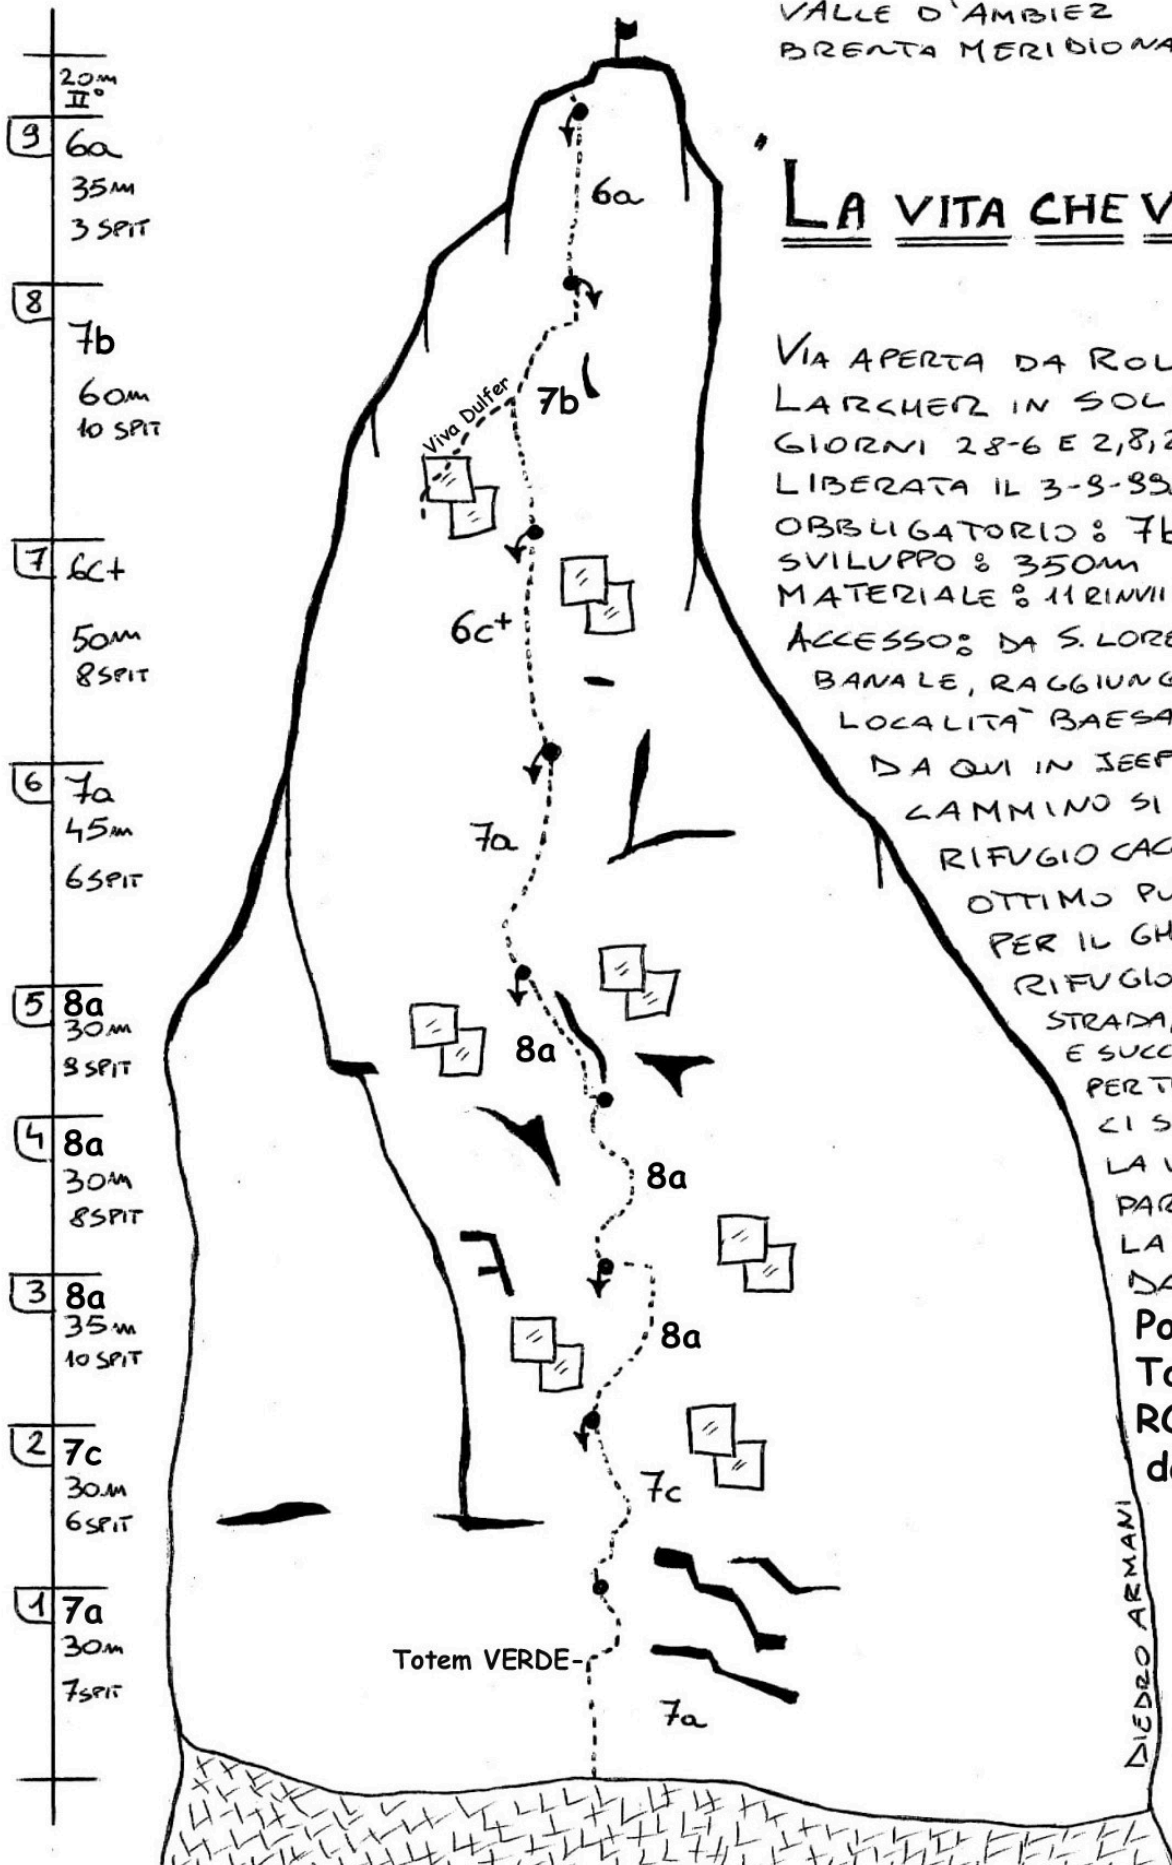 VALLE D'AMBIEZ
BRENTA MERIDIONA
"LA VITA CHE V
VIA APERTA DA ROL
LARCHER IN SOL
GIORNI 28-6 E 2,8,2
LIBERATA IL 3-9-99
OBBLIGATORIO: 7b
SVILUPPO: 350m
MATERIALE: 11 RINVII
ACCESSO: DA S. LORE
BANALE, RAGGIUNG
LOCALITA' BAESA
DA QUI IN JEEP
CAMMINO SI
RIFUGIO CAC
OTTIMO PU
PER IL GH
RIFUGIO
STRADA,
E SUCC
PER T
CI S
LA V
PAR
LA
DA
Po
To
RO
de
20m
II°
9 6a
35m
3 SPIT
8
7b
60m
10 SPIT
7 6c+
50m
8 SPIT
6 7a
45m
6 SPIT
5 8a
30m
9 SPIT
4 8a
30m
8 SPIT
3 8a
35m
10 SPIT
2 7c
30m
6 SPIT
1 7a
30m
7 SPIT
6a
7b
Viva Dulfer
6c+
7a
8a
8a
8a
7c
Totem VERDE-
7a
DIEDRO ARMANI